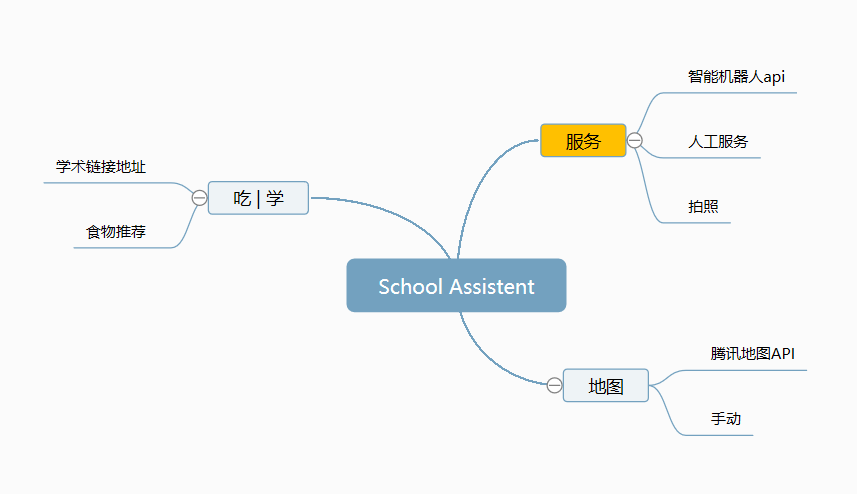 School Assistent
服务
智能机器人api
人工服务
拍照
地图
腾讯地图API
手动
吃 | 学
学术链接地址
食物推荐